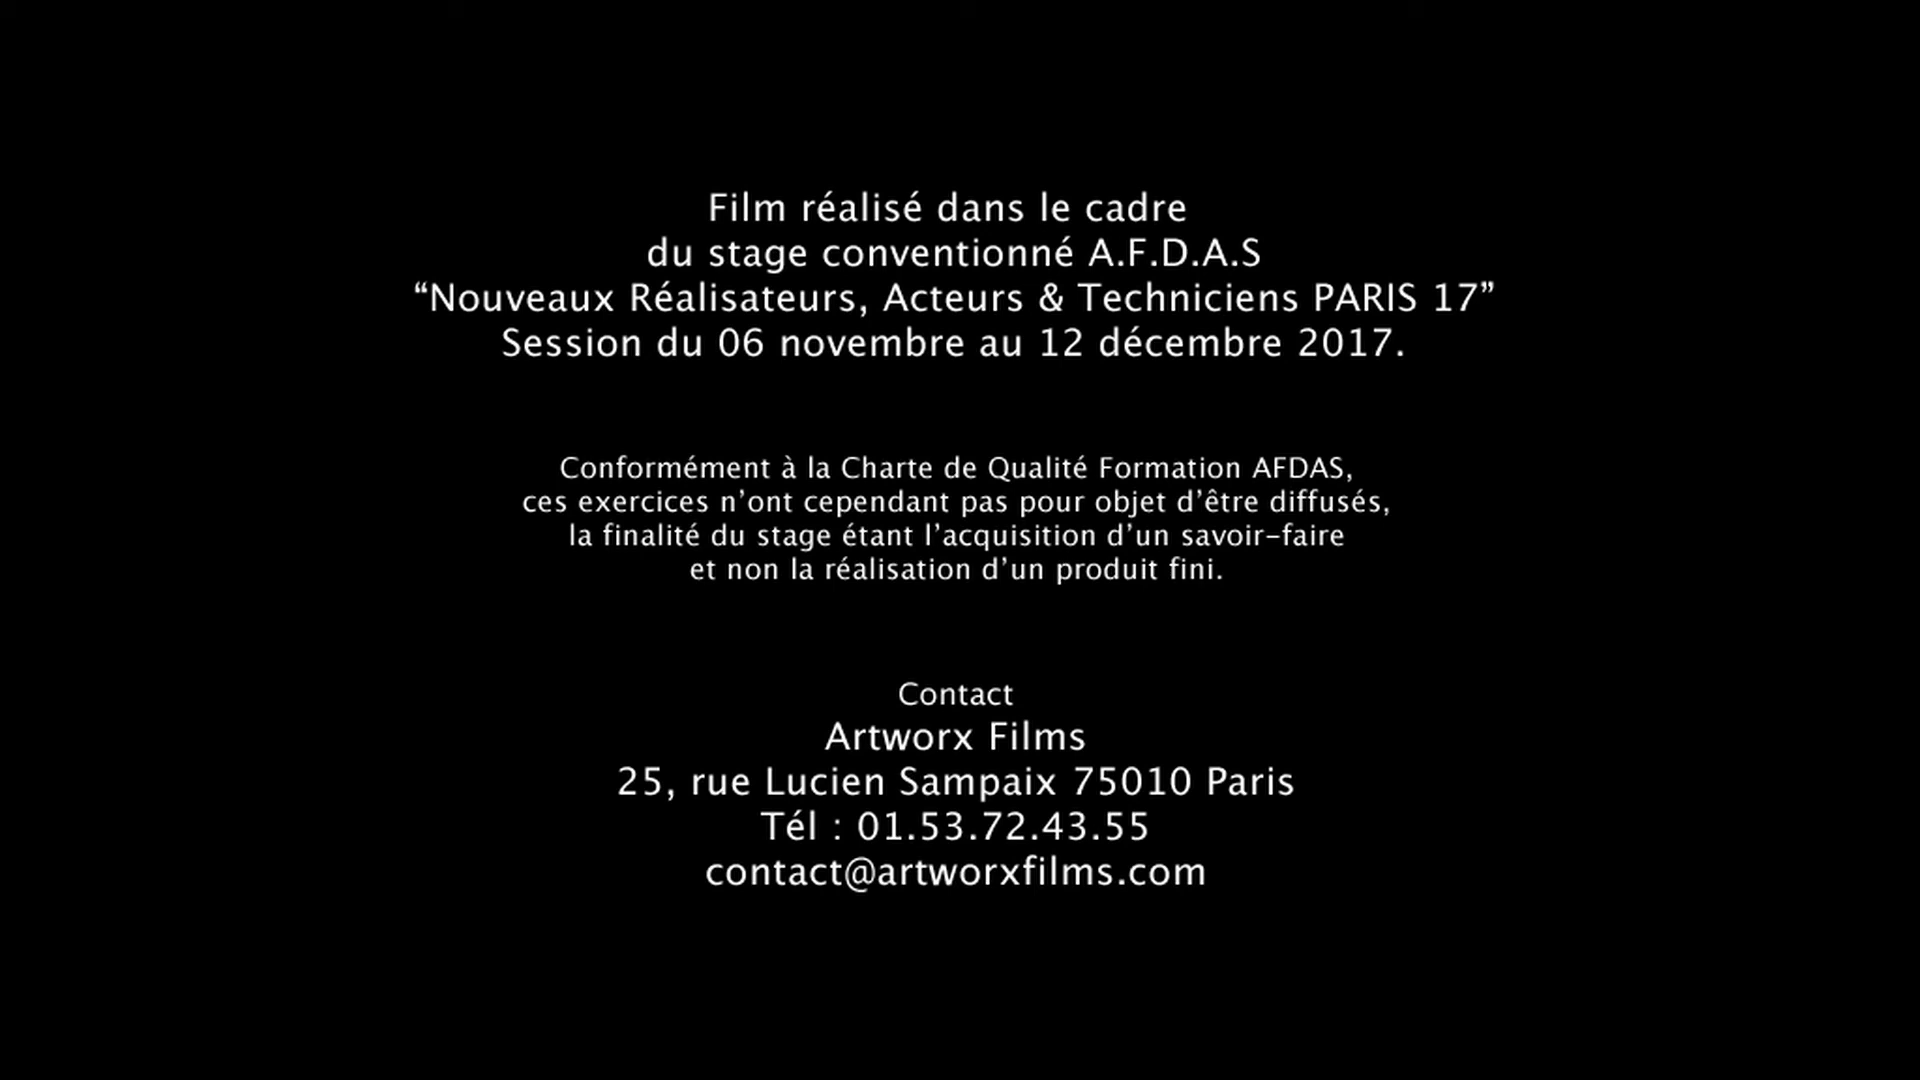 Film réalisé dans le cadre
du stage conventionné A.F.D.A.S
“Nouveaux Réalisateurs, Acteurs & Techniciens PARIS 17”
Session du 06 novembre au 12 décembre 2017.
Conformément à la Charte de Qualité Formation AFDAS,
ces exercices n’ont cependant pas pour objet d’être diffusés,
la finalité du stage étant l’acquisition d’un savoir-faire
et non la réalisation d’un produit fini.
Contact
Artworx Films
25, rue Lucien Sampaix 75010 Paris
Tél : 01.53.72.43.55
contact@artworxfilms.com